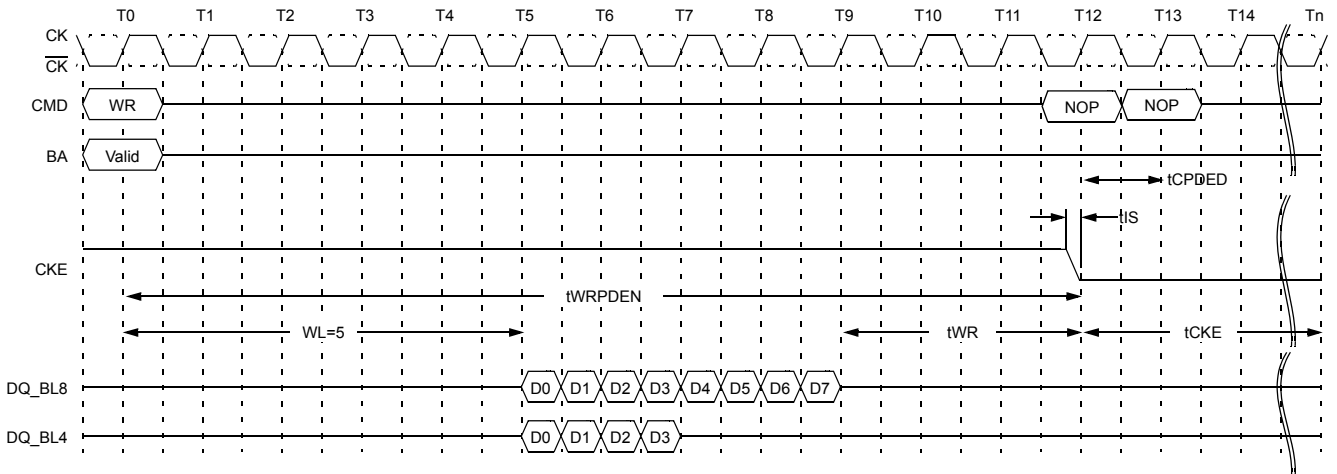 T0 T1 T2 T3 T4 T5 T6 T7 T8 T9 T10 T11 T12 T13 T14 Tn
CK
CK
CMD WR NOP NOP
BA Valid
tCPDED
tIS
CKE
tWRPDEN
WL=5 tWR tCKE
DQ_BL8 D0 D1 D2 D3 D4 D5 D6 D7
DQ_BL4 D0 D1 D2 D3